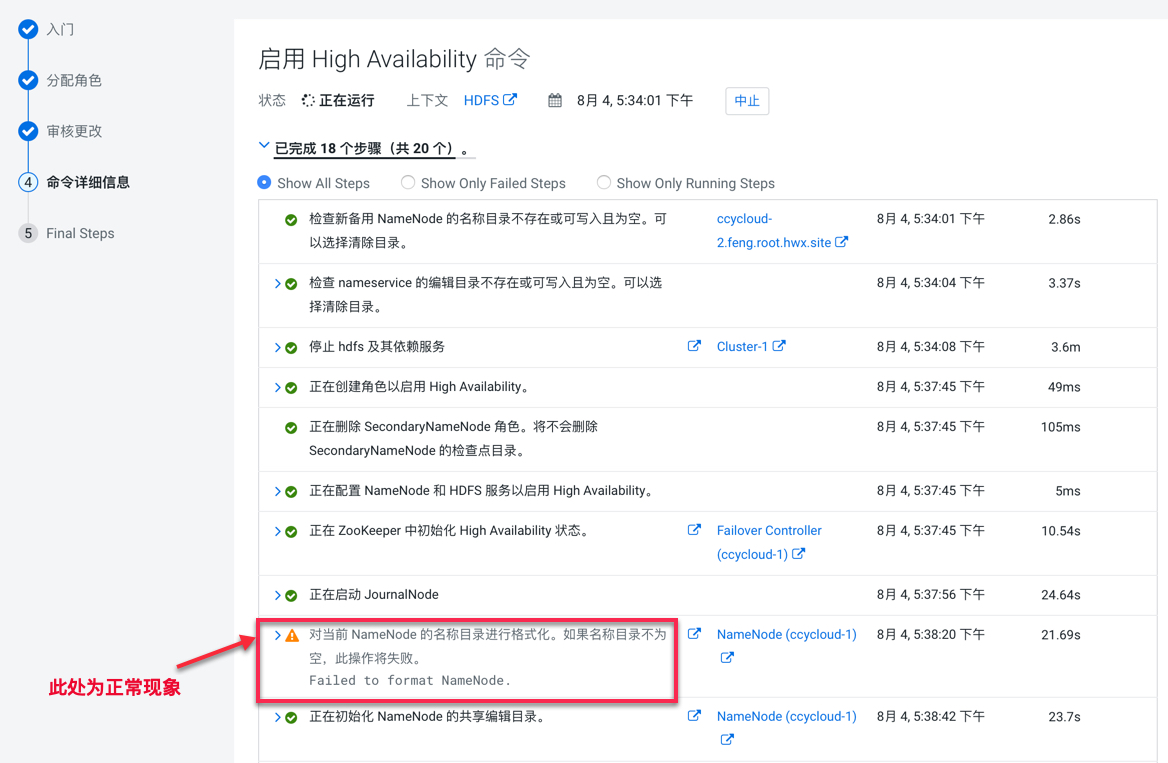 入门
分配角色
审核更改
4 命令详细信息
5 Final Steps
启用 High Availability 命令
状态 正在运行 上下文 HDFS 8月 4, 5:34:01 下午 中止
已完成 18 个步骤（共 20 个）。
Show All Steps Show Only Failed Steps Show Only Running Steps
检查新备用 NameNode 的名称目录不存在或可写入且为空。可 ccycloud- 8月 4, 5:34:01 下午 2.86s
以选择清除目录。 2.feng.root.hwx.site
检查 nameservice 的编辑目录不存在或可写入且为空。可以选 8月 4, 5:34:04 下午 3.37s
择清除目录。
停止 hdfs 及其依赖服务 Cluster-1 8月 4, 5:34:08 下午 3.6m
正在创建角色以启用 High Availability。 8月 4, 5:37:45 下午 49ms
正在删除 SecondaryNameNode 角色。将不会删除 8月 4, 5:37:45 下午 105ms
SecondaryNameNode 的检查点目录。
正在配置 NameNode 和 HDFS 服务以启用 High Availability。 8月 4, 5:37:45 下午 5ms
正在 ZooKeeper 中初始化 High Availability 状态。 Failover Controller 8月 4, 5:37:45 下午 10.54s
(ccycloud-1)
正在启动 JournalNode 8月 4, 5:37:56 下午 24.64s
对当前 NameNode 的名称目录进行格式化。如果名称目录不为 NameNode (ccycloud-1) 8月 4, 5:38:20 下午 21.69s
空，此操作将失败。
Failed to format NameNode.
此处为正常现象
正在初始化 NameNode 的共享编辑目录。 NameNode (ccycloud-1) 8月 4, 5:38:42 下午 23.7s